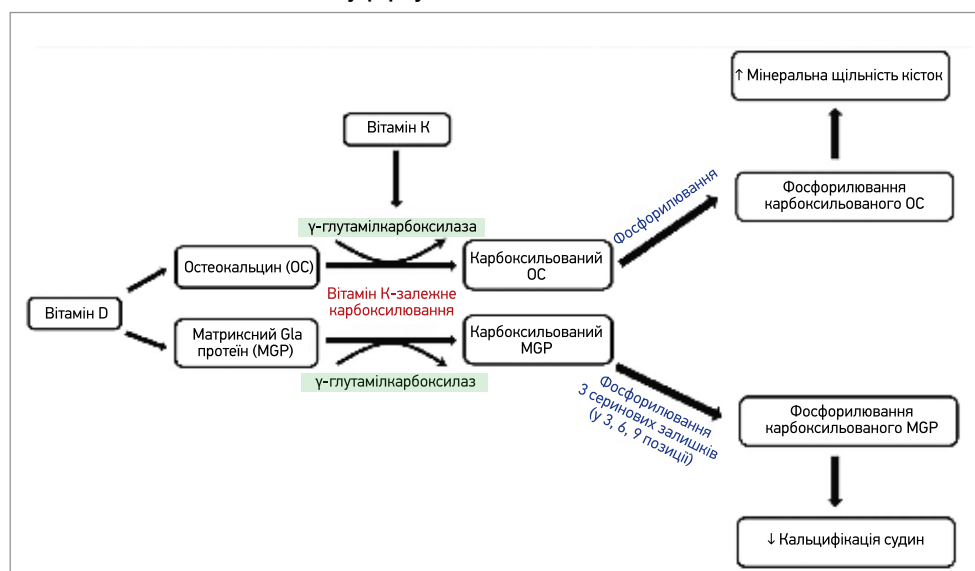 ↑ Мінеральна щільність кісток
Вітамін К
Фосфорилювання
Фосфорилювання
карбоксильованого ОС
γ-глутамілкарбоксилаза
Остеокальцин (ОС)
Карбоксильований
ОС
Вітамін К-залежне
карбоксилювання
Вітамін D
Матриксний Gla
протеїн (MGP)
Карбоксильований
MGP
γ-глутамілкарбоксилаз
Фосфорилювання
3 серинових залишків
(у 3, 6, 9 позиції)
Фосфорилювання
карбоксильованого MGP
↓ Кальцифікація судин